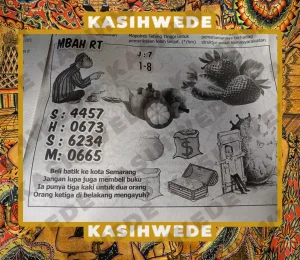 KASIHWEDE
MBAH RT
J : 7
1-8
S : 4457
H : 0673
S : 6234
M: 0665
Beli batik ke kota Semarang
Jangan lupa juga membeli buku
Ia punya tiga kaki untuk dua orang
Orang ketiga di belakang mengayuh?
KASIHWEDE